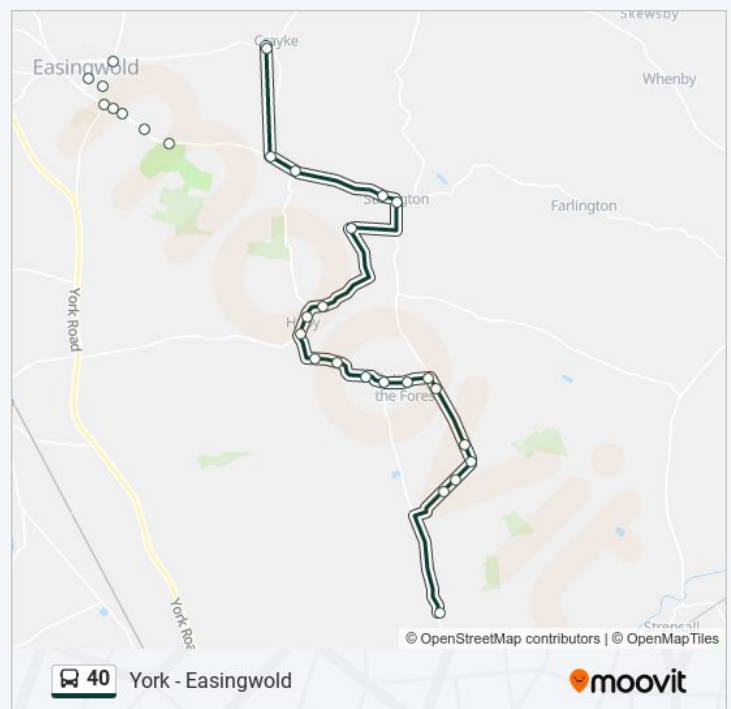 Skewsby
Crayke
Easingwold
Whenby
Farlington
York Road
the Forest
York Road
Strensall
© OpenStreetMap contributors | © OpenMapTiles
40 York - Easingwold
moovit